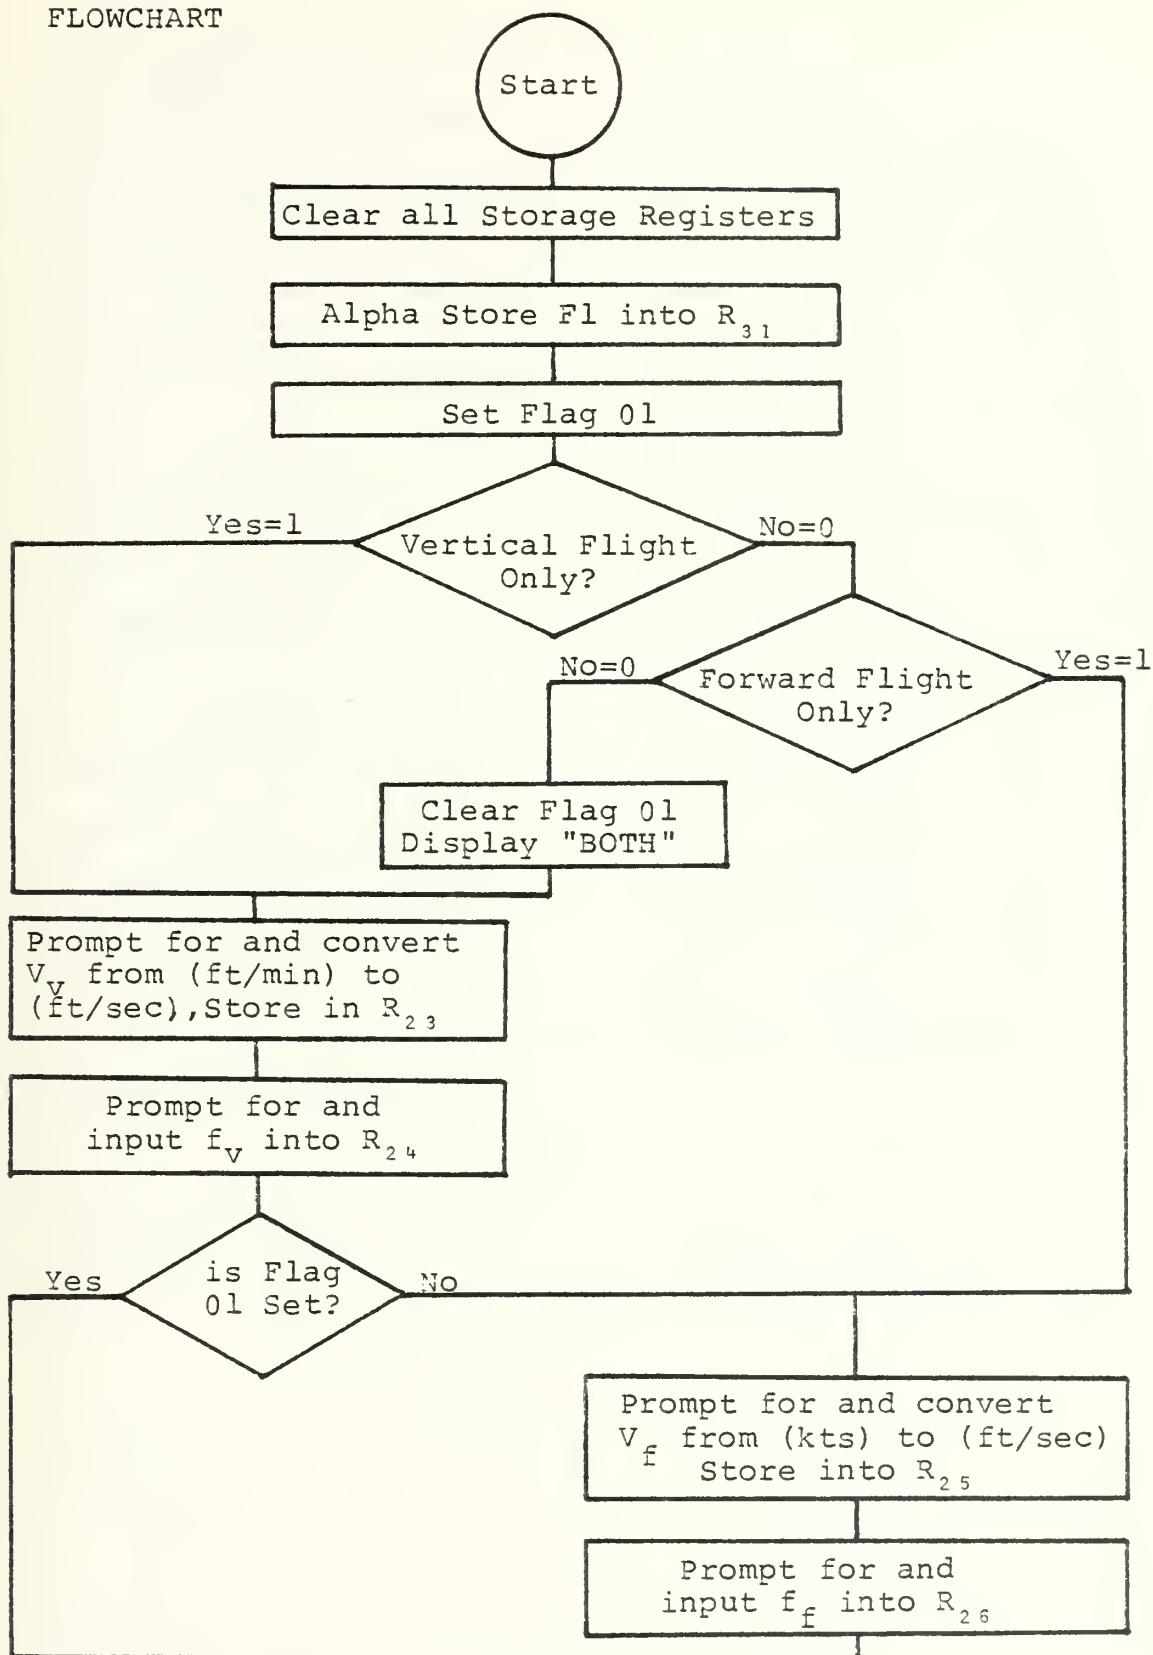 FLOWCHART
Start
Clear all Storage Registers
Alpha Store F1 into R31
Set Flag 01
Yes=1
Vertical Flight
Only?
No=0
No=0
Forward Flight
Only?
Yes=1
Clear Flag 01
Display "BOTH"
Prompt for and convert
Vv from (ft/min) to
(ft/sec),Store in R23
Prompt for and
input fv into R24
Yes
is Flag
01 Set?
No
Prompt for and convert
Vf from (kts) to (ft/sec)
Store into R25
Prompt for and
input ff into R26